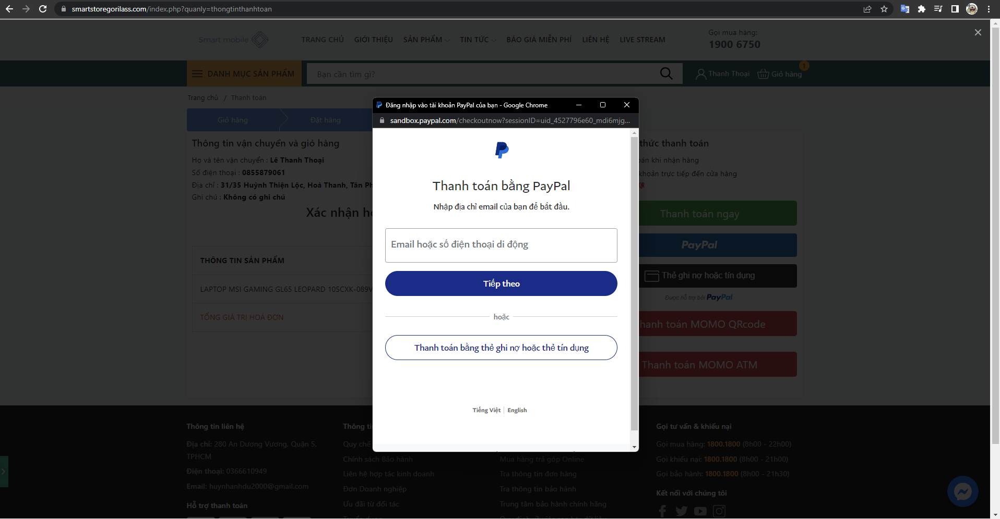 smartstoregorilass.com/index.php?quanly=thongtinthanhtoan
Smart mobile
TRANG CHỦ GIỚI THIỆU SẢN PHẨM TIN TỨC BÁO GIÁ MIỄN PHÍ LIÊN HỆ LIVE STREAM
Gọi mua hàng:
1900 6750
DANH MỤC SẢN PHẨM
Bạn cần tìm gì?
Thanh Thoại
Giỏ hàng
1
Trang chủ / Thanh toán
Giỏ hàng
Đặt hàng
Thông tin vận chuyển và giỏ hàng
Họ và tên vận chuyển : Lê Thanh Thoại
Số điện thoại : 0855879061
Địa chỉ : 31/35 Huỳnh Thiện Lộc, Hoà Thanh, Tân Ph
Ghi chú : Không có ghi chú
Xác nhận h
THÔNG TIN SẢN PHẨM
LAPTOP MSI GAMING GL65 LEOPARD 10SCXK-089V
TỔNG GIÁ TRỊ HOÁ ĐƠN
Đăng nhập vào tài khoản PayPal của bạn - Google Chrome
sandbox.paypal.com/checkoutnow?sessionID=uid_4527796e60_mdi6mjg...
Thanh toán bằng PayPal
Nhập địa chỉ email của bạn để bắt đầu.
Email hoặc số điện thoại di động
Tiếp theo
hoặc
Thanh toán bằng thẻ ghi nợ hoặc thẻ tín dụng
Tiếng Việt English
thức thanh toán
khi nhận hàng
khoản trực tiếp đến cửa hàng
QR
Thanh toán ngay
PayPal
Thẻ ghi nợ hoặc tín dụng
Được hỗ trợ bởi PayPal
hanh toán MOMO QRcode
Thanh toán MOMO ATM
Thông tin liên hệ
Địa chỉ: 280 An Dương Vương, Quận 5,
TPHCM
Điện thoại: 0366610949
Email: huynhanhdu2000@gmail.com
Hỗ trợ thanh toán
Thông ti
Quy chế
Chính sách Bảo hành
Liên hệ hợp tác kinh doanh
Đơn Doanh nghiệp
Ưu đãi từ đối tác
Tuyển dụng
Mua hàng trả góp Online
Tra thông tin đơn hàng
Tra thông tin bảo hành
Trung tâm bảo hành chính hãng
Gọi tư vấn & khiếu nại
Gọi mua hàng: 1800.1800 (8h00 - 22h00)
Gọi khiếu nại: 1800.1800 (8h00 - 21h00)
Gọi bảo hành: 1800.1800 (8h00 - 21h30)
Kết nối với chúng tôi